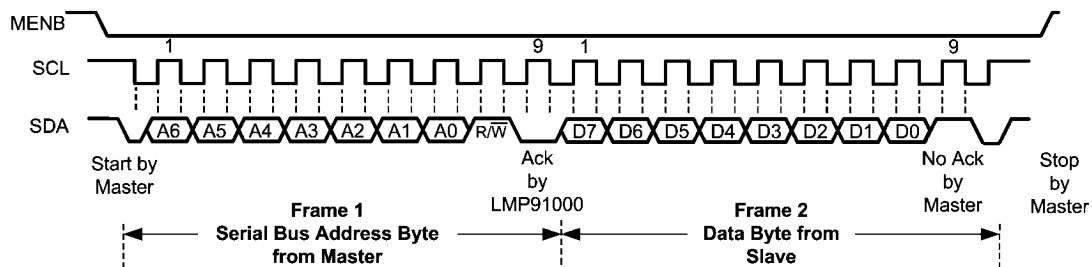 MENB
1 9 1 9
SCL
SDA A6 A5 A4 A3 A2 A1 A0 R/W D7 D6 D5 D4 D3 D2 D1 D0
Start by
Master
Ack
by
LMP91000
No Ack
by
Master
Stop
by
Master
Frame 1
Serial Bus Address Byte
from Master
Frame 2
Data Byte from
Slave